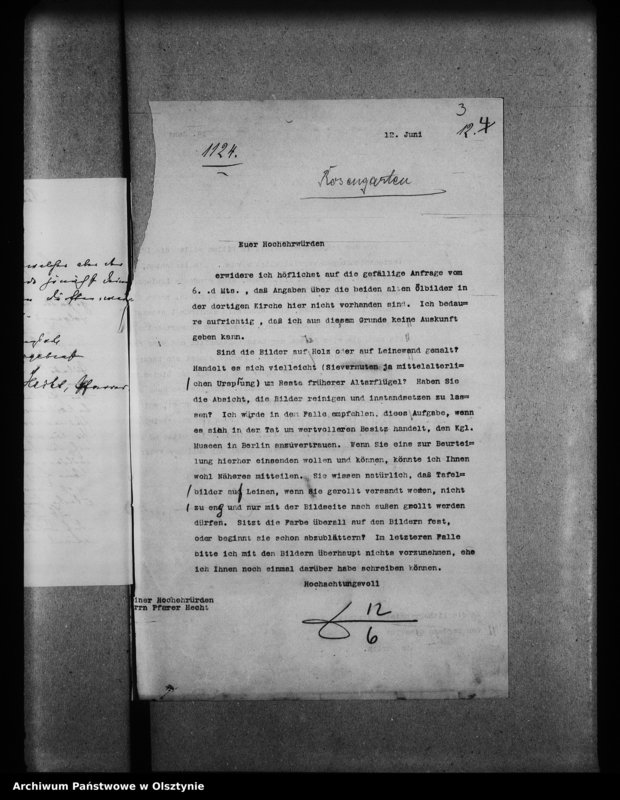 3
12. 4
12. Juni
1124.
Rosengarten
Euer Hochehrwürden
erwidere ich höflichst auf die gefällige Anfrage vom
6. .d Mts. , daß Angaben über die beiden alten Ölbilder in
der dortigen Kirche hier nicht vorhanden sind. Ich bedau=
re aufrichtig , daß ich aus diesem Grunde keine Auskunft
geben kann.
Sind die Bilder auf Holz oder auf Leinewand gemalt?
Handelt es sich vielleicht (Sievermuten ja mittelalterli=
chen Ursprung) um Reste früherer Altarflügel? Haben Sie
die Absicht, die Bilder reinigen und instandsetzen zu las=
sen? Ich würde in dem Falle empfehlen, diese Aufgabe, wenn
es sich in der Tat um wertvolleren Besitz handelt, den Kgl.
Museen in Berlin anzuvertrauen. Wenn Sie eine zur Beurtei=
lung hierher einsenden wollen und können, könnte ich Ihnen
wohl Näheres mitteilen. Sie wissen natürlich, daß Tafel=
bilder auf Leinen, wenn sie gerollt versandt weden, nicht
zu eng und nur mit der Bildseite nach außen grollt werden
dürfen. Sitzt die Farbe überall auf den Bildern fest,
oder beginnt sie schon abzublättern? In letzteren Falle
bitte ich mit den Bildern überhaupt nichts vorzunehmen, ehe
ich Ihnen noch einmal darüber habe schreiben können.
Hochachtungsvoll
iner Hochehrürden
rrn Pfarer Hecht
12
6
Hecht, Pfarrer
Archiwum Państwowe w Olsztynie